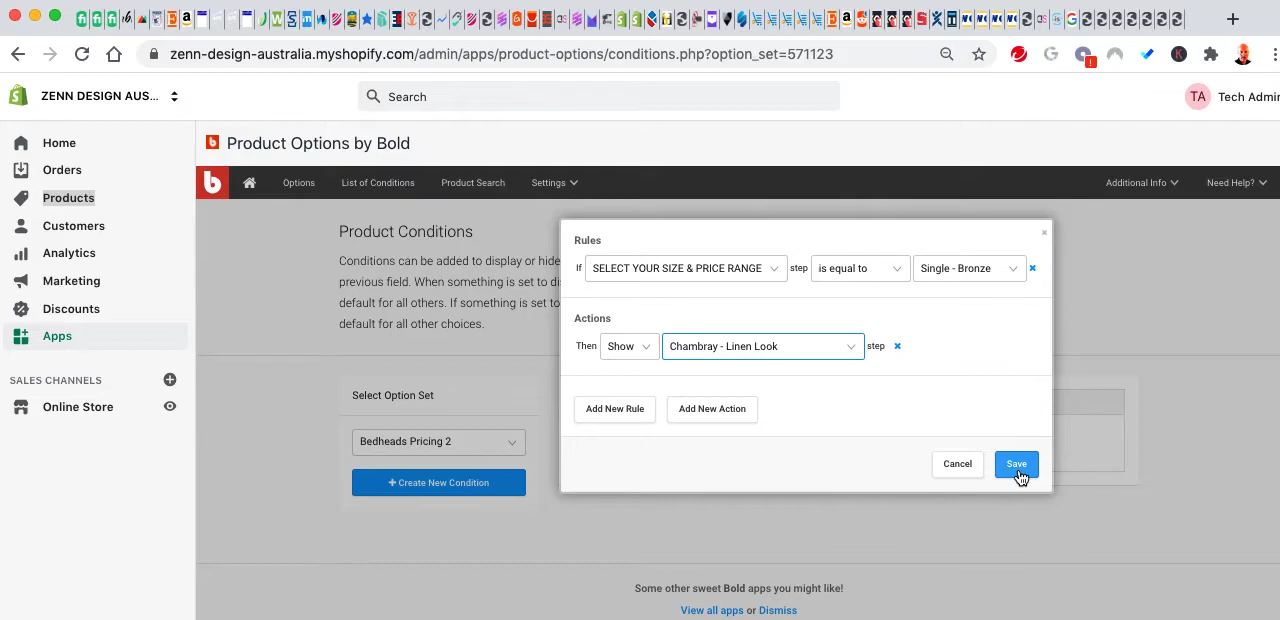 zenn-design-australia.myshopify.com/admin/apps/product-options/conditions.php?option_set=571123
ZENN DESIGN AUS...
Search
TA
Tech Admin
Home
Orders
Products
Customers
Analytics
Marketing
Discounts
Apps
SALES CHANNELS
Online Store
Product Options by Bold
Options
List of Conditions
Product Search
Settings
Additional Info
Need Help?
Product Conditions
Conditions can be added to display or hide
previous field. When something is set to
default for all others. If something is set to
default for all other choices.
Select Option Set
Bedheads Pricing 2
+ Create New Condition
Rules
If SELECT YOUR SIZE & PRICE RANGE step is equal to Single - Bronze
Actions
Then Show Chambray - Linen Look step
Add New Rule
Add New Action
Cancel
Save
Some other sweet Bold apps you might like!
View all apps or Dismiss